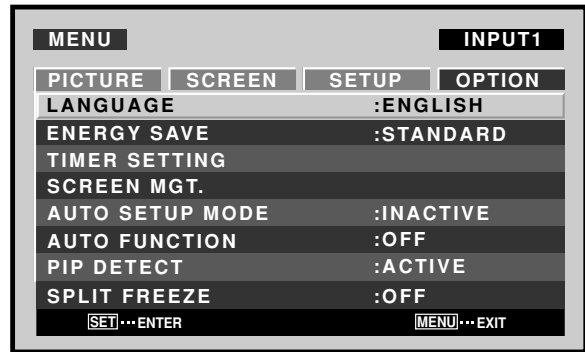 MENU INPUT1
PICTURE SCREEN SETUP OPTION
LANGUAGE :ENGLISH
ENERGY SAVE :STANDARD
TIMER SETTING
SCREEN MGT.
AUTO SETUP MODE :INACTIVE
AUTO FUNCTION :OFF
PIP DETECT :ACTIVE
SPLIT FREEZE :OFF
SET···ENTER MENU···EXIT